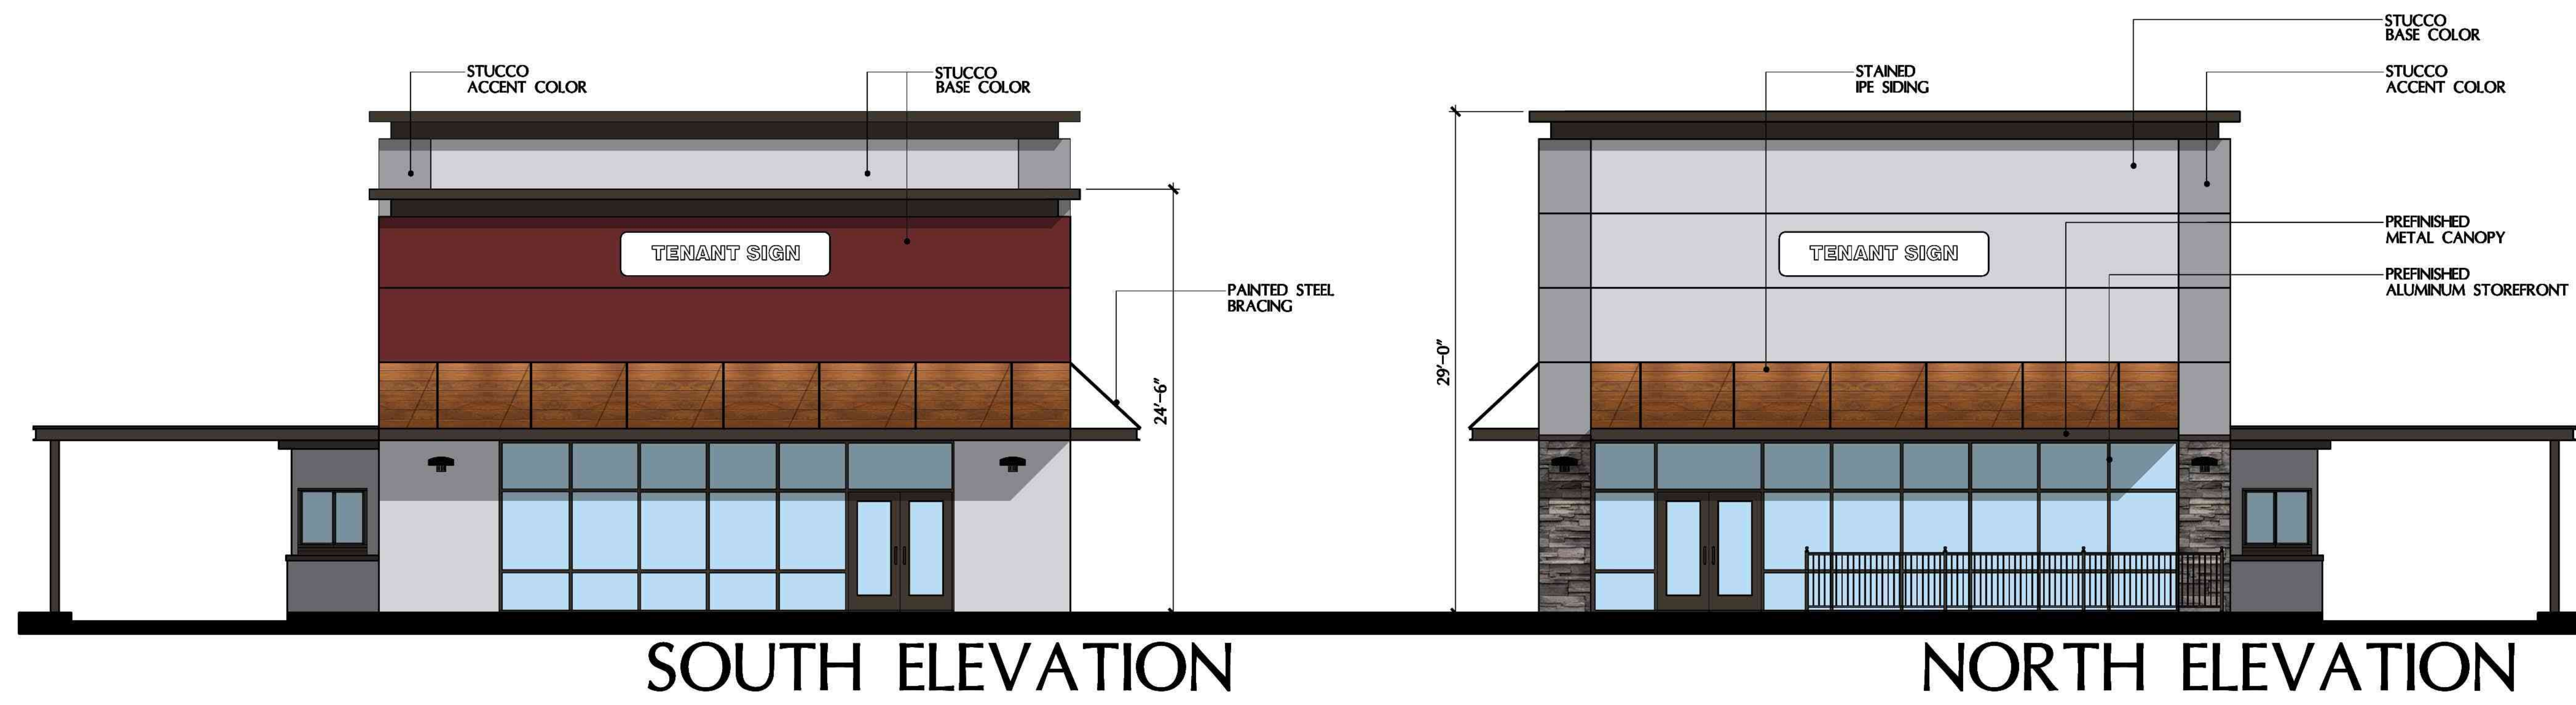 STUCCO
ACCENT COLOR
STUCCO
BASE COLOR
TENANT SIGN
PAINTED STEEL
BRACING
24'-6"
SOUTH ELEVATION
STUCCO
BASE COLOR
STAINED
IPE SIDING
STUCCO
ACCENT COLOR
TENANT SIGN
PREFINISHED
METAL CANOPY
PREFINISHED
ALUMINUM STOREFRONT
29'-0"
NORTH ELEVATION